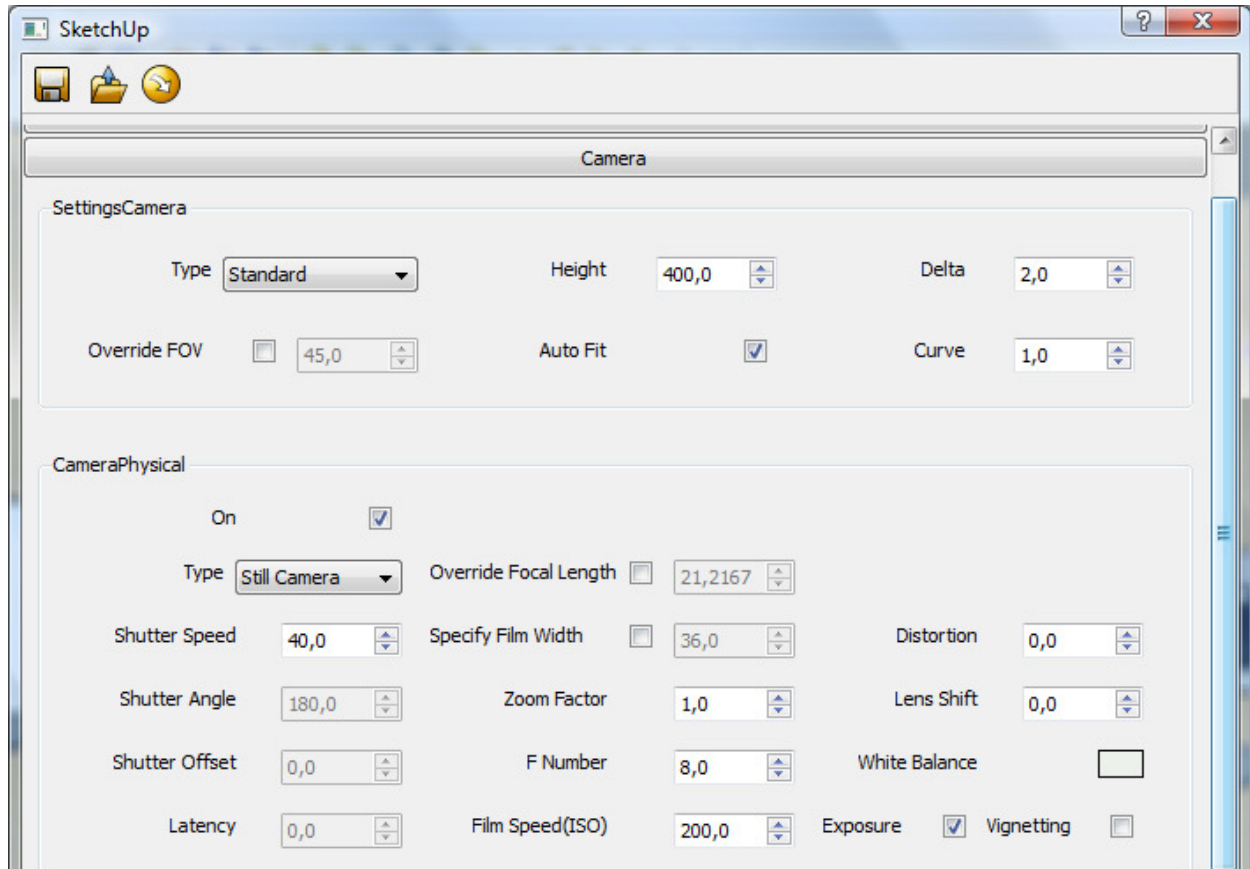 SketchUp
Camera
SettingsCamera
Type Standard Height 400,0 Delta 2,0
Override FOV 45,0 Auto Fit Curve 1,0
CameraPhysical
On
Type Still Camera Override Focal Length 21,2167
Shutter Speed 40,0 Specify Film Width 36,0 Distortion 0,0
Shutter Angle 180,0 Zoom Factor 1,0 Lens Shift 0,0
Shutter Offset 0,0 F Number 8,0 White Balance
Latency 0,0 Film Speed(ISO) 200,0 Exposure Vignetting